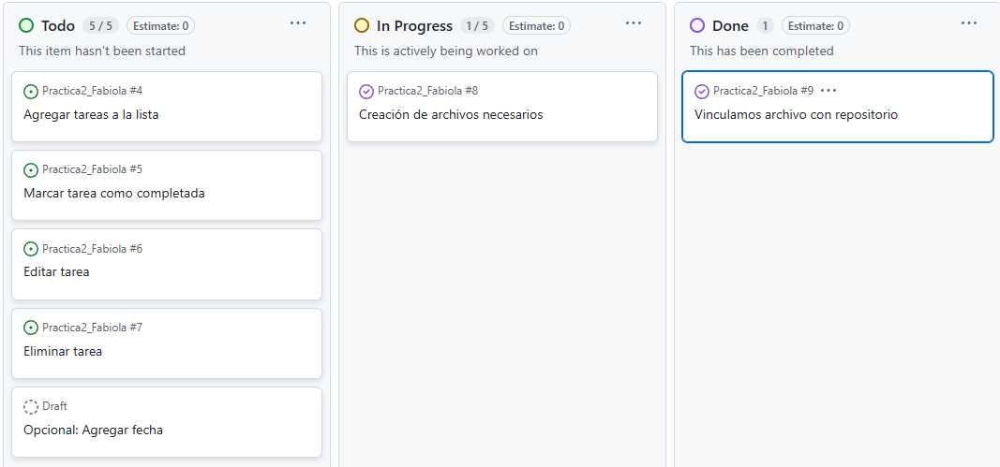 Todo 5 / 5 Estimate: 0
This item hasn't been started
Practica2_Fabiola #4
Agregar tareas a la lista
Practica2_Fabiola #5
Marcar tarea como completada
Practica2_Fabiola #6
Editar tarea
Practica2_Fabiola #7
Eliminar tarea
Draft
Opcional: Agregar fecha
In Progress 1 / 5 Estimate: 0
This is actively being worked on
Practica2_Fabiola #8
Creación de archivos necesarios
Done 1 Estimate: 0
This has been completed
Practica2_Fabiola #9
Vinculamos archivo con repositorio